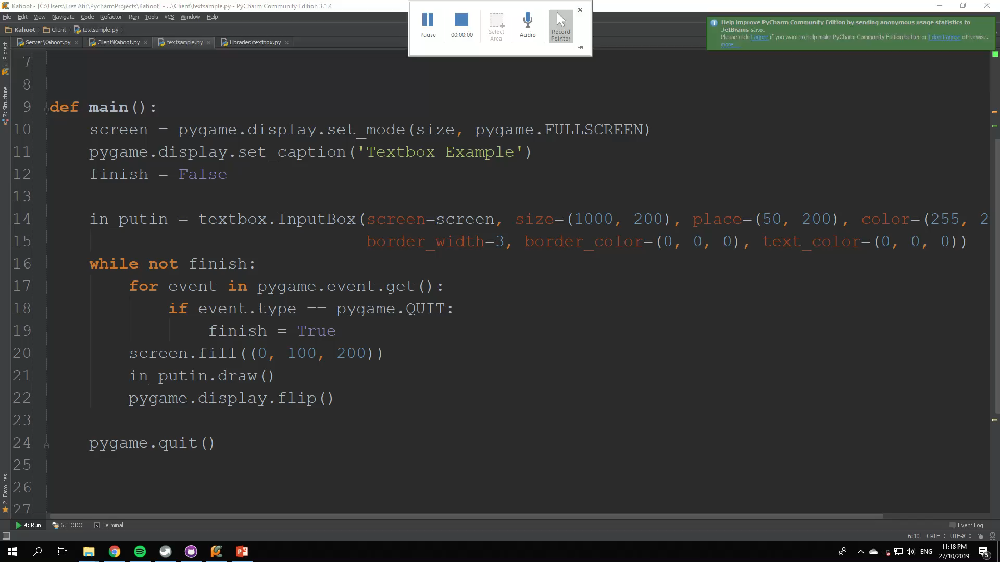 Kahoot - [C:\Users\Erez Atir\PycharmProjects\Kahoot] - ...\Client\textsample.py - PyCharm Community Edition 3.1.4
File Edit View Navigate Code Refactor Run Tools VCS Window Help
Kahoot Client textsample.py
Server\Kahoot.py Client\Kahoot.py textsample.py Libraries\textbox.py
Pause 00:00:00 Select Area Audio Record Pointer
Help improve PyCharm Community Edition by sending anonymous usage statistics to
JetBrains s.r.o.
Please click I agree if you want to help make PyCharm Community Edition better or I don't agree otherwise.
more...
1: Project
7: Structure
2: Favorites
7
8
9 def main():
10 screen = pygame.display.set_mode(size, pygame.FULLSCREEN)
11 pygame.display.set_caption('Textbox Example')
12 finish = False
13
14 in_putin = textbox.InputBox(screen=screen, size=(1000, 200), place=(50, 200), color=(255, 2
15 border_width=3, border_color=(0, 0, 0), text_color=(0, 0, 0))
16 while not finish:
17 for event in pygame.event.get():
18 if event.type == pygame.QUIT:
19 finish = True
20 screen.fill((0, 100, 200))
21 in_putin.draw()
22 pygame.display.flip()
23
24 pygame.quit()
25
26
27
4: Run 6: TODO Terminal Event Log
6:10 CRLF UTF-8
ENG 11:18 PM
27/10/2019
5